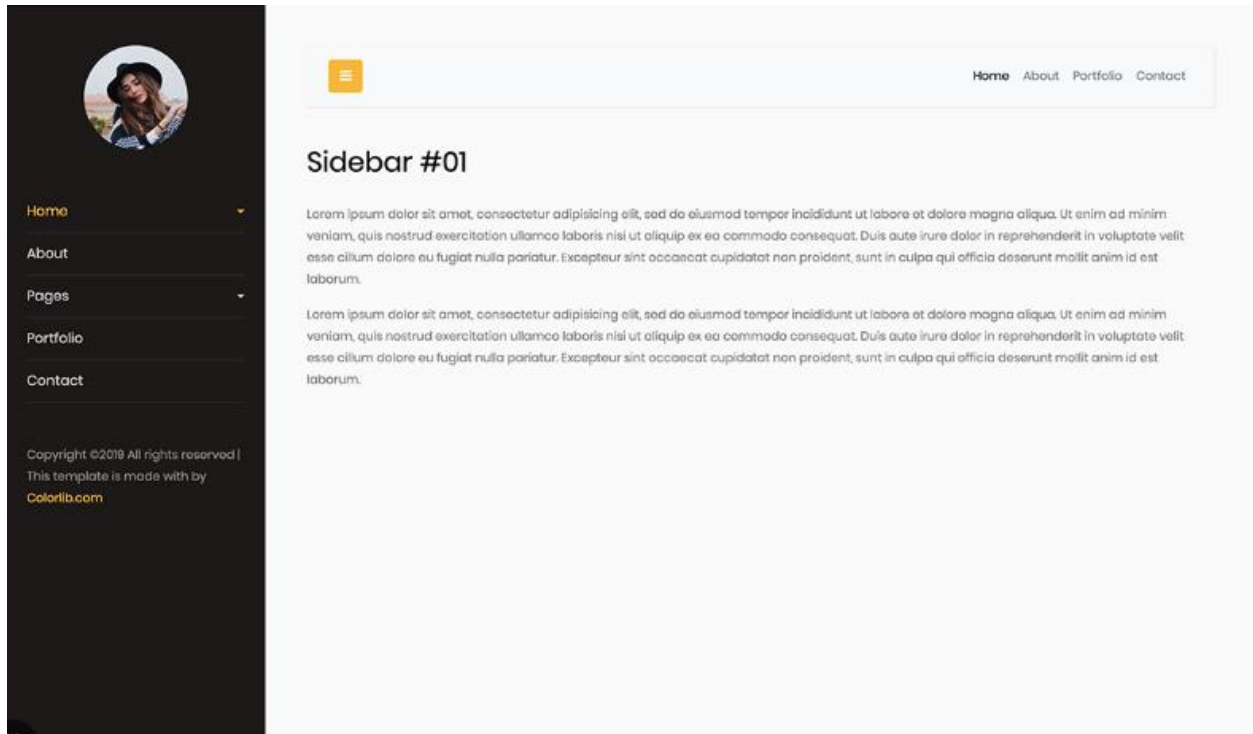 Home
About
Pages
Portfolio
Contact
Copyright ©2019 All rights reserved |
This template is made with by
Colorlib.com
Home About Portfolio Contact
Sidebar #01
Lorem ipsum dolor sit amet, consectetur adipisicing elit, sed do eiusmod tempor incididunt ut labore et dolore magna aliqua. Ut enim ad minim
veniam, quis nostrud exercitation ullamco laboris nisi ut aliquip ex ea commodo consequat. Duis aute irure dolor in reprehenderit in voluptate velit
esse cillum dolore eu fugiat nulla pariatur. Excepteur sint occaecat cupidatat non proident, sunt in culpa qui officia deserunt mollit anim id est
laborum.
Lorem ipsum dolor sit amet, consectetur adipisicing elit, sed do eiusmod tempor incididunt ut labore et dolore magna aliqua. Ut enim ad minim
veniam, quis nostrud exercitation ullamco laboris nisi ut aliquip ex ea commodo consequat. Duis aute irure dolor in reprehenderit in voluptate velit
esse cillum dolore eu fugiat nulla pariatur. Excepteur sint occaecat cupidatat non proident, sunt in culpa qui officia deserunt mollit anim id est
laborum.